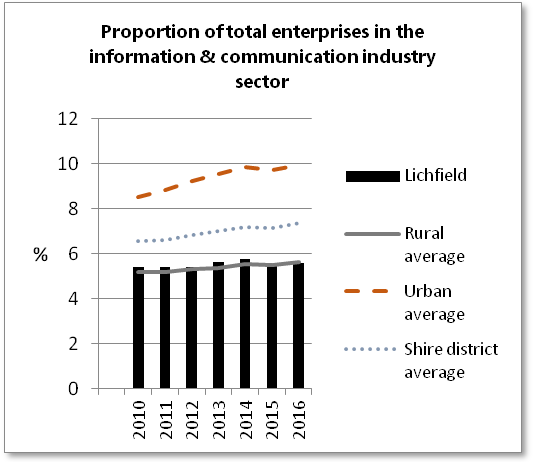 Proportion of total enterprises in the
information & communication industry
sector
12
10
8
6
4
2
0
%
2010
2011
2012
2013
2014
2015
2016
Lichfield
Rural
average
Urban
average
Shire district
average